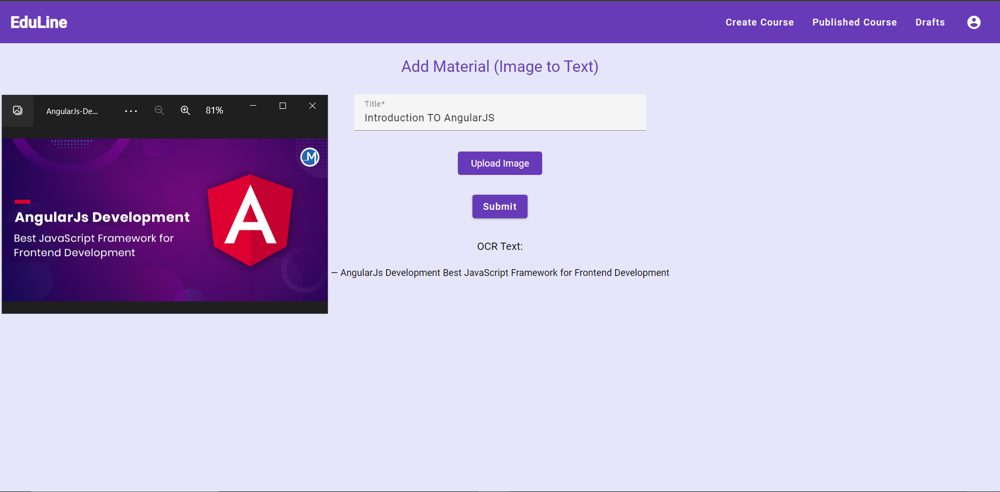 EduLine
Create Course
Published Course
Drafts
Add Material (Image to Text)
AngularJs-De...
81%
M
AngularJs Development
Best JavaScript Framework for
Frontend Development
A
Title*
Introduction TO AngularJS
Upload Image
Submit
OCR Text:
— AngularJs Development Best JavaScript Framework for Frontend Development